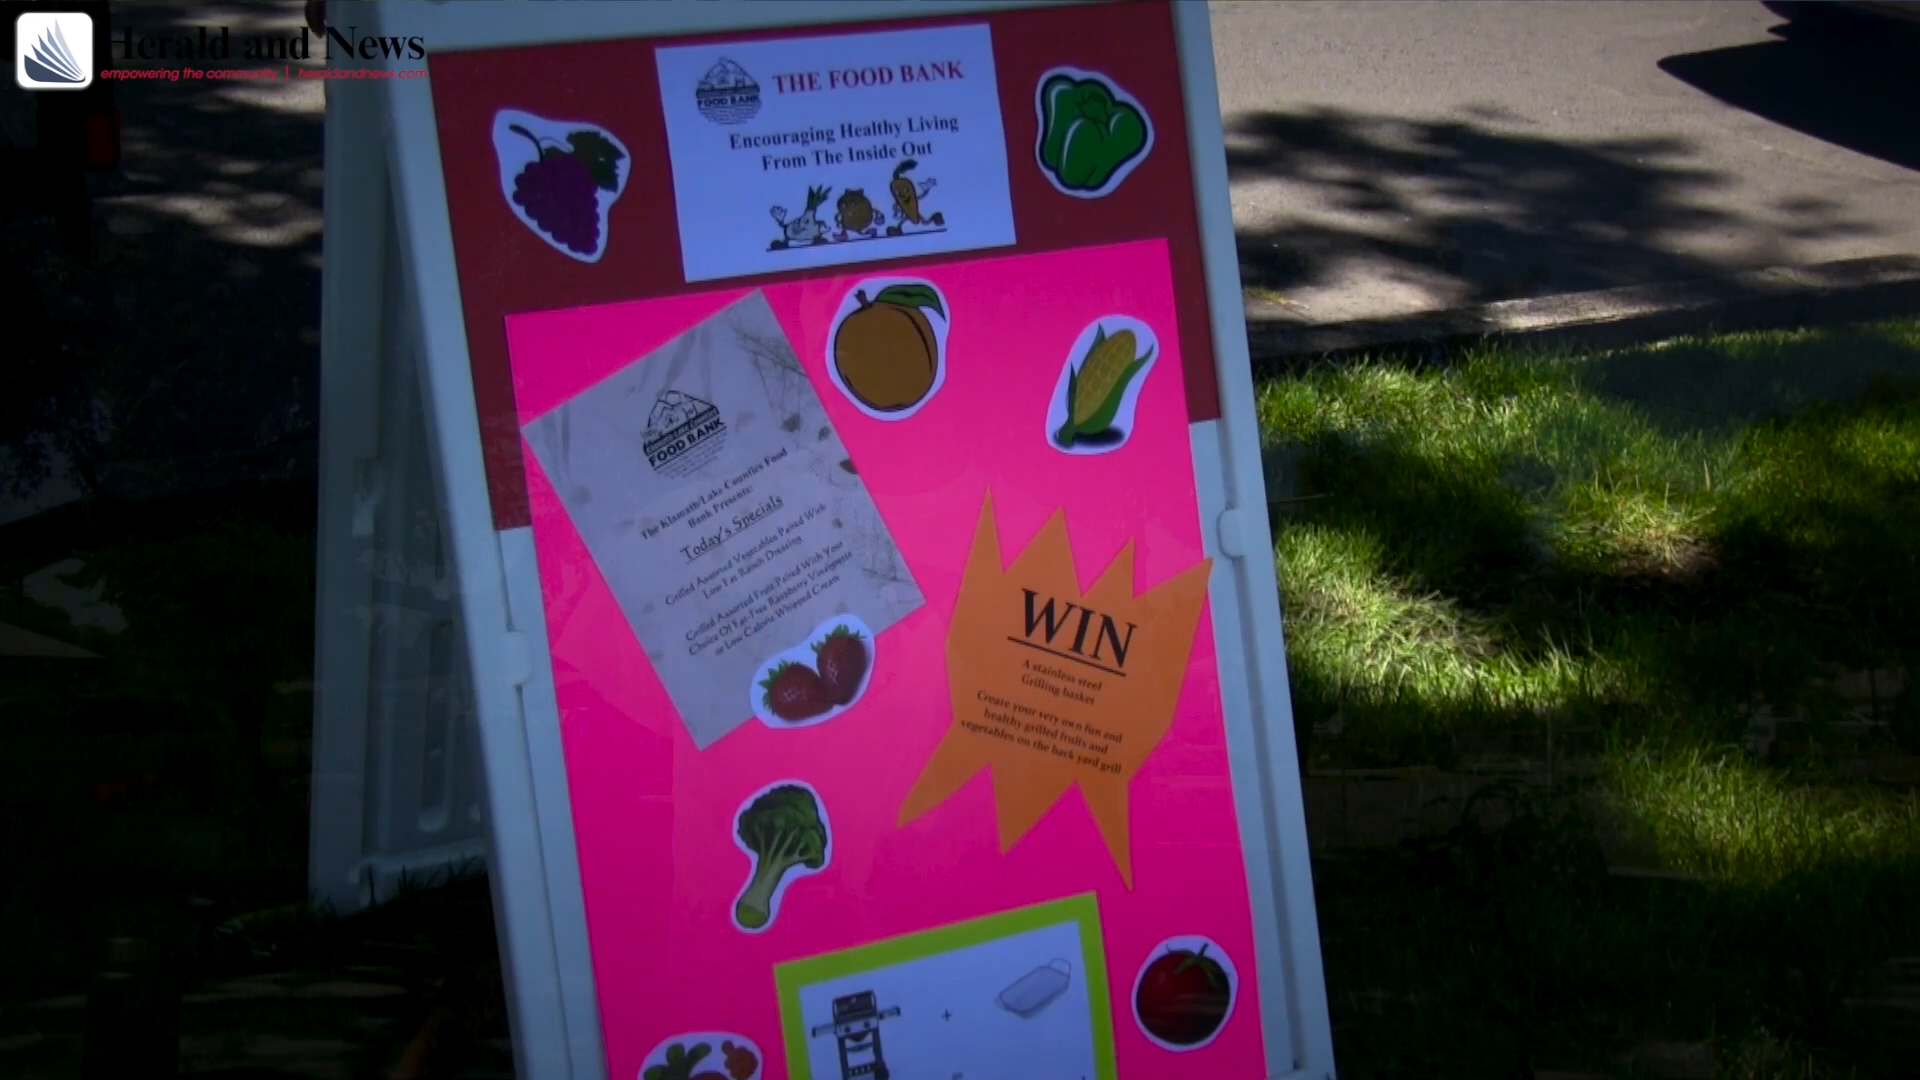 Herald and News
empowering the community | heraldandnews.com
FOOD BANK
THE FOOD BANK
Encouraging Healthy Living
From The Inside Out
FOOD BANK
The Klamath/Lake Counties Food
Bank Presents:
Today's Specials
Grilled Assorted Vegetables Paired With
Low Fat Ranch Dressing
Grilled Assorted Fruit Paired With Your
Choice Of Fat-Free Raspberry Vinaigrette
or Low Calorie Whipped Cream
WIN
A stainless steel
Grilling basket
Create your very own fun and
healthy grilled fruits and
vegetables on the back yard grill
+